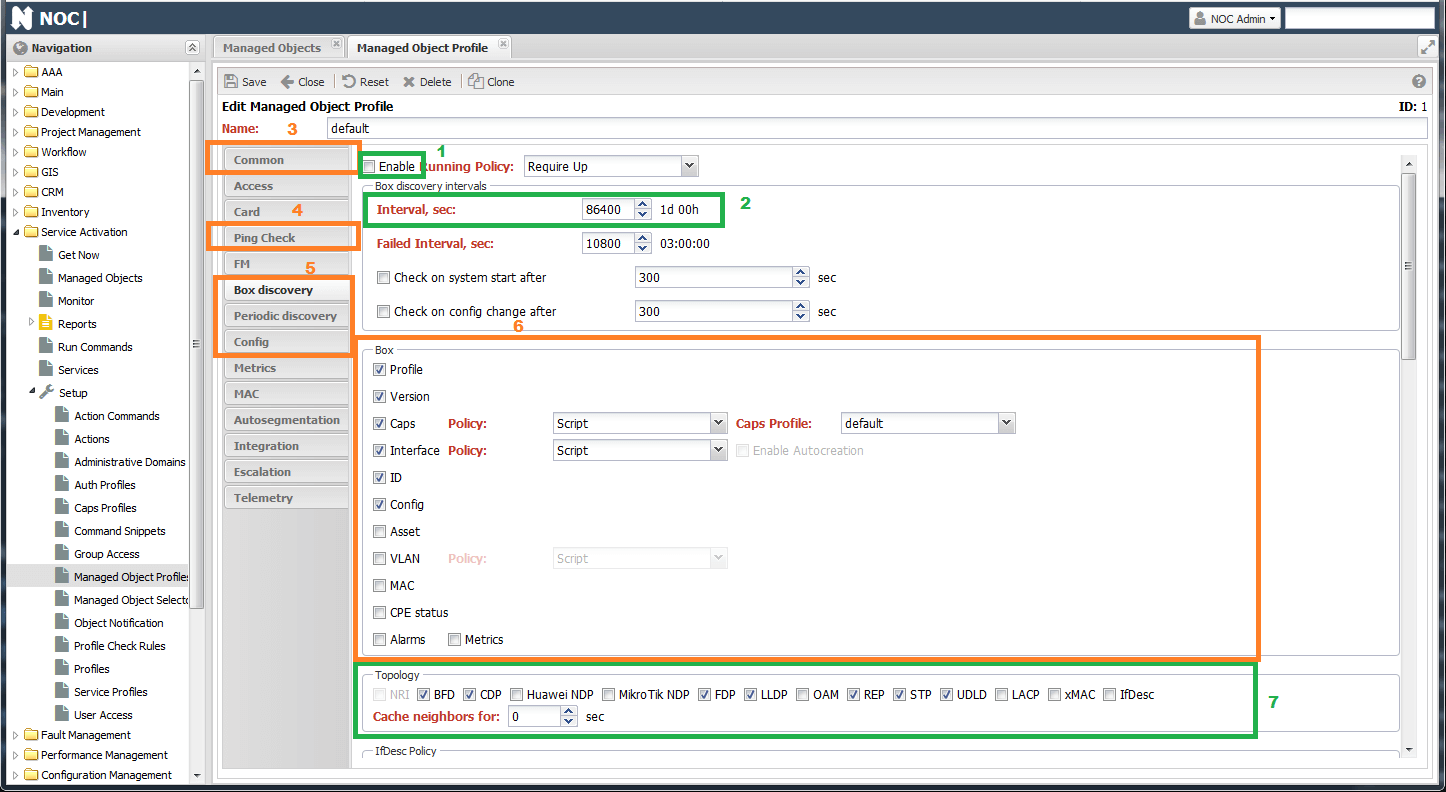 NOC|
NOC Admin
Navigation
AAA
Main
Development
Project Management
Workflow
GIS
CRM
Inventory
Service Activation
Get Now
Managed Objects
Monitor
Reports
Run Commands
Services
Setup
Action Commands
Actions
Administrative Domains
Auth Profiles
Caps Profiles
Command Snippets
Group Access
Managed Object Profiles
Managed Object Selecto
Object Notification
Profile Check Rules
Profiles
Service Profiles
User Access
Fault Management
Performance Management
Configuration Management
Managed Objects Managed Object Profile
Save Close Reset Delete Clone
Edit Managed Object Profile ID: 1
Name: default
3
Common
Access
Card
4
Ping Check
FM
5
Box discovery
Periodic discovery
Config
Metrics
MAC
Autosegmentation
Integration
Escalation
Telemetry
1
Enable Running Policy: Require Up
Box discovery intervals
Interval, sec: 86400 1d 00h 2
Failed Interval, sec: 10800 03:00:00
Check on system start after 300 sec
Check on config change after 300 sec
6
Box
Profile
Version
Caps Policy: Script Caps Profile: default
Interface Policy: Script Enable Autocreation
ID
Config
Asset
VLAN Policy: Script
MAC
CPE status
Alarms Metrics
Topology
NRI BFD CDP Huawei NDP MikroTik NDP FDP LLDP OAM REP STP UDLD LACP xMAC IfDesc
7
Cache neighbors for: 0 sec
IfDesc Policy